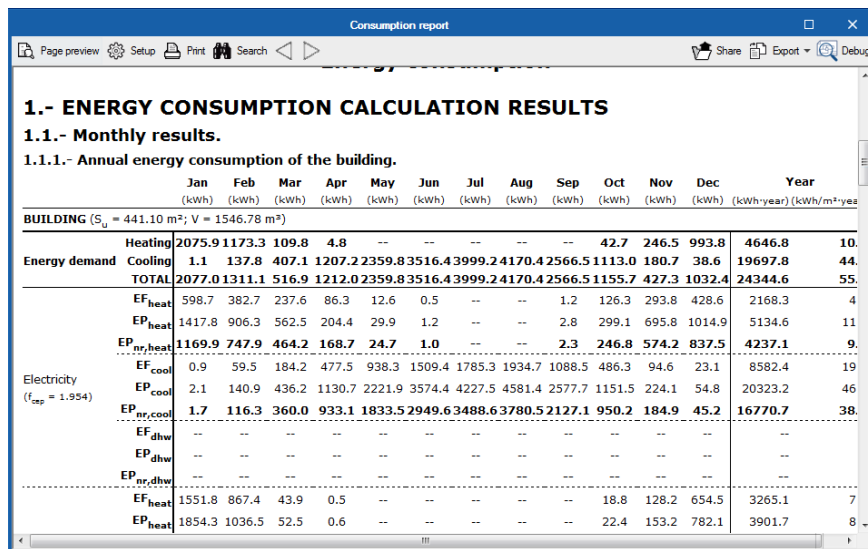 Consumption report
Page preview Setup Print Search Share Export Debug
1.- ENERGY CONSUMPTION CALCULATION RESULTS
1.1.- Monthly results.
1.1.1.- Annual energy consumption of the building.
Jan Feb Mar Apr May Jun Jul Aug Sep Oct Nov Dec Year
(kWh) (kWh) (kWh) (kWh) (kWh) (kWh) (kWh) (kWh) (kWh) (kWh) (kWh) (kWh) (kWh·year) (kWh/m²·yea
BUILDING (Su = 441.10 m²; V = 1546.78 m³)
Heating 2075.9 1173.3 109.8 4.8 -- -- -- -- -- 42.7 246.5 993.8 4646.8 10.
Energy demand Cooling 1.1 137.8 407.1 1207.2 2359.8 3516.4 3999.2 4170.4 2566.5 1113.0 180.7 38.6 19697.8 44.
TOTAL 2077.0 1311.1 516.9 1212.0 2359.8 3516.4 3999.2 4170.4 2566.5 1155.7 427.3 1032.4 24344.6 55.
EFheat 598.7 382.7 237.6 86.3 12.6 0.5 -- -- 1.2 126.3 293.8 428.6 2168.3 4
EPheat 1417.8 906.3 562.5 204.4 29.9 1.2 -- -- 2.8 299.1 695.8 1014.9 5134.6 11
EPnr,heat 1169.9 747.9 464.2 168.7 24.7 1.0 -- -- 2.3 246.8 574.2 837.5 4237.1 9.
EFcool 0.9 59.5 184.2 477.5 938.3 1509.4 1785.3 1934.7 1088.5 486.3 94.6 23.1 8582.4 19
Electricity
(fcep = 1.954)
EPcool 2.1 140.9 436.2 1130.7 2221.9 3574.4 4227.5 4581.4 2577.7 1151.5 224.1 54.8 20323.2 46
EPnr,cool 1.7 116.3 360.0 933.1 1833.5 2949.6 3488.6 3780.5 2127.1 950.2 184.9 45.2 16770.7 38.
EFdhw -- -- -- -- -- -- -- -- -- -- -- -- --
EPdhw -- -- -- -- -- -- -- -- -- -- -- -- --
EPnr,dhw -- -- -- -- -- -- -- -- -- -- -- -- --
EFheat 1551.8 867.4 43.9 0.5 -- -- -- -- -- 18.8 128.2 654.5 3265.1 7
EPheat 1854.3 1036.5 52.5 0.6 -- -- -- -- -- 22.4 153.2 782.1 3901.7 8